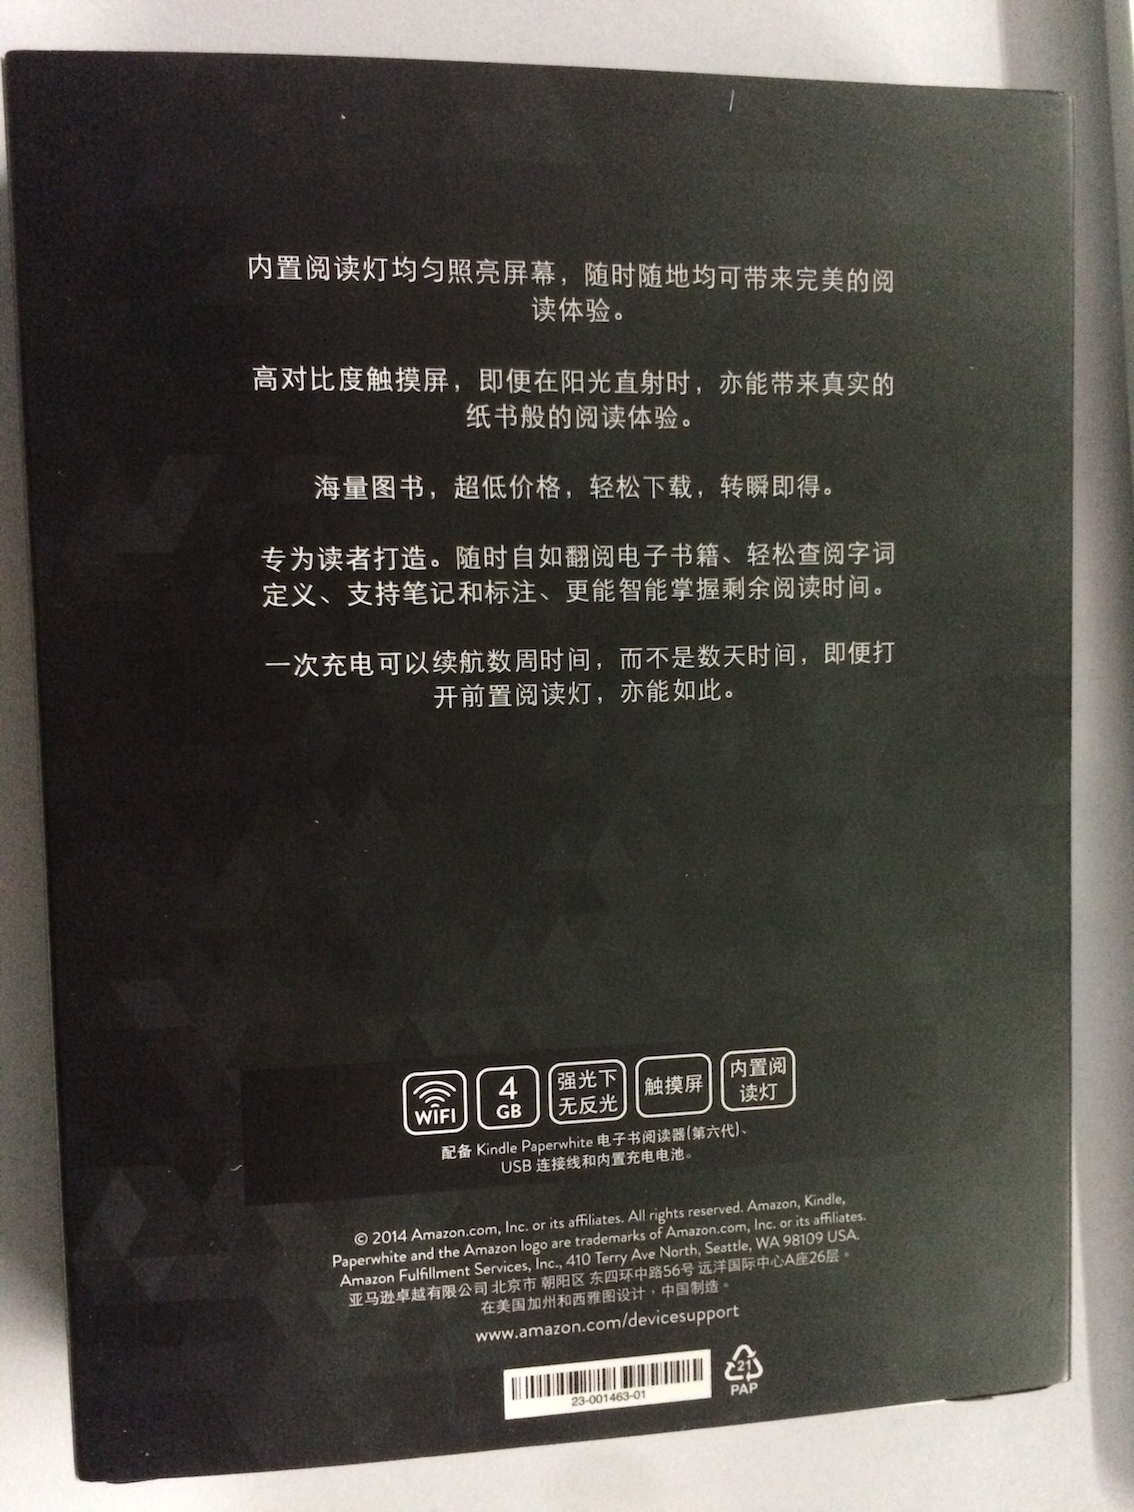 内置阅读灯均匀照亮屏幕，随时随地均可带来完美的阅
读体验。
高对比度触摸屏，即便在阳光直射时，亦能带来真实的
纸书般的阅读体验。
海量图书，超低价格，轻松下载，转瞬即得。
专为读者打造。随时自如翻阅电子书籍、轻松查阅字词
定义、支持笔记和标注、更能智能掌握剩余阅读时间。
一次充电可以续航数周时间，而不是数天时间，即便打
开前置阅读灯，亦能如此。
WiFi
4
GB
强光下
无反光
触摸屏
内置阅
读灯
配备 Kindle Paperwhite 电子书阅读器(第六代)、
USB 连接线和内置充电电池。
© 2014 Amazon.com, Inc. or its affiliates. All rights reserved. Amazon, Kindle,
Paperwhite and the Amazon logo are trademarks of Amazon.com, Inc. or its affiliates.
Amazon Fulfillment Services, Inc., 410 Terry Ave North, Seattle, WA 98109 USA.
亚马逊卓越有限公司 北京市 朝阳区 东四环中路56号 远洋国际中心A座26层。
在美国加州和西雅图设计，中国制造。
www.amazon.com/devicesupport
23-001463-01
21
PAP